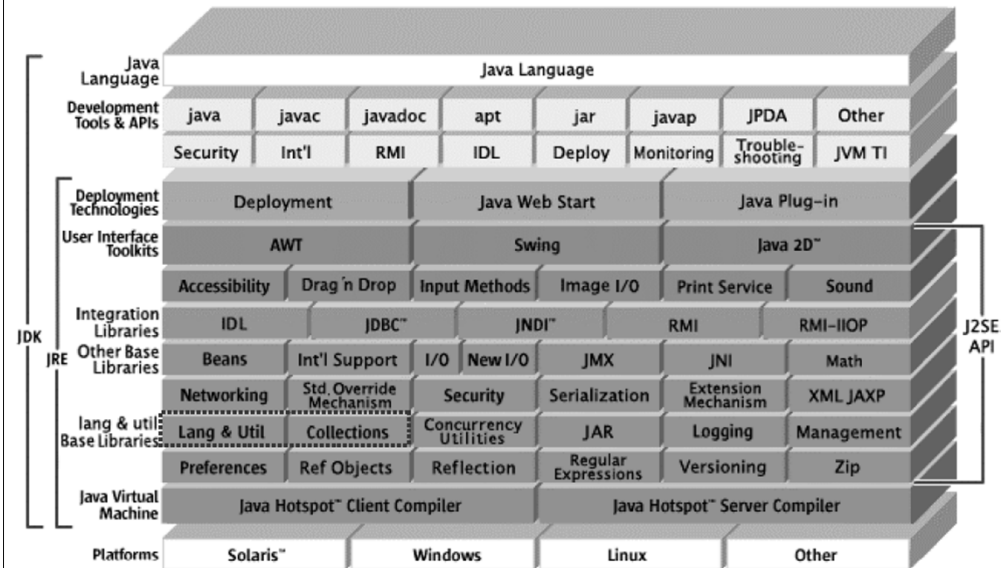 Java
Language
Java Language
Development
Tools & APIs
java javac javadoc apt jar javap JPDA Other
Security Int'l RMI IDL Deploy Monitoring Trouble-
shooting JVM TI
Deployment
Technologies
Deployment Java Web Start Java Plug-in
User Interface
Toolkits
AWT Swing Java 2D™
Accessibility Drag 'n Drop Input Methods Image I/O Print Service Sound
Integration
Libraries
IDL JDBC™ JNDI™ RMI RMI-IIOP
JDK
JRE
J2SE
API
Other Base
Libraries
Beans Int'l Support I/O New I/O JMX JNI Math
Networking Std. Override
Mechanism Security Serialization Extension
Mechanism XML JAXP
lang & util
Base Libraries
Lang & Util Collections Concurrency
Utilities JAR Logging Management
Preferences Ref Objects Reflection Regular
Expressions Versioning Zip
Java Virtual
Machine
Java Hotspot™ Client Compiler Java Hotspot™ Server Compiler
Platforms
Solaris™ Windows Linux Other